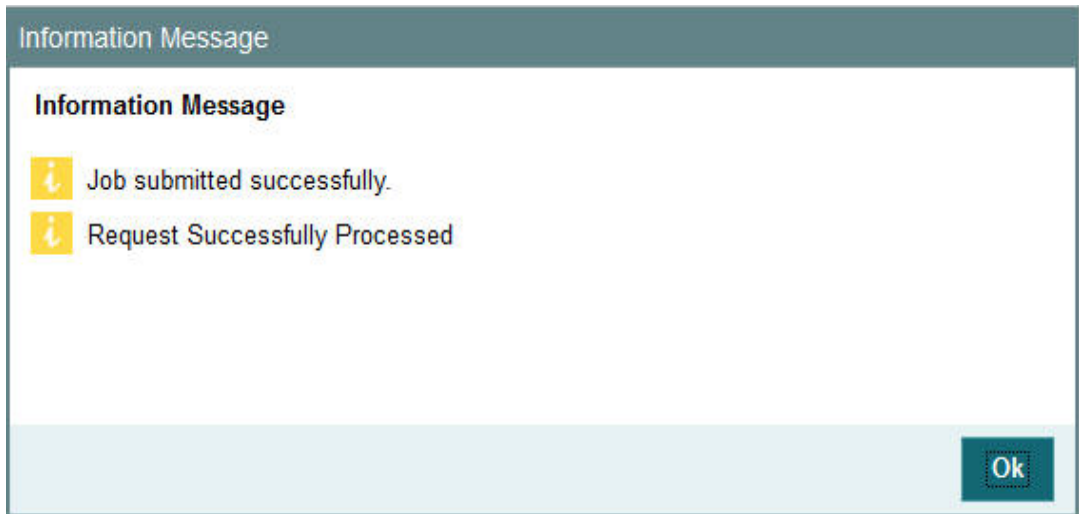 Information Message
Information Message
i Job submitted successfully.
i Request Successfully Processed
Ok